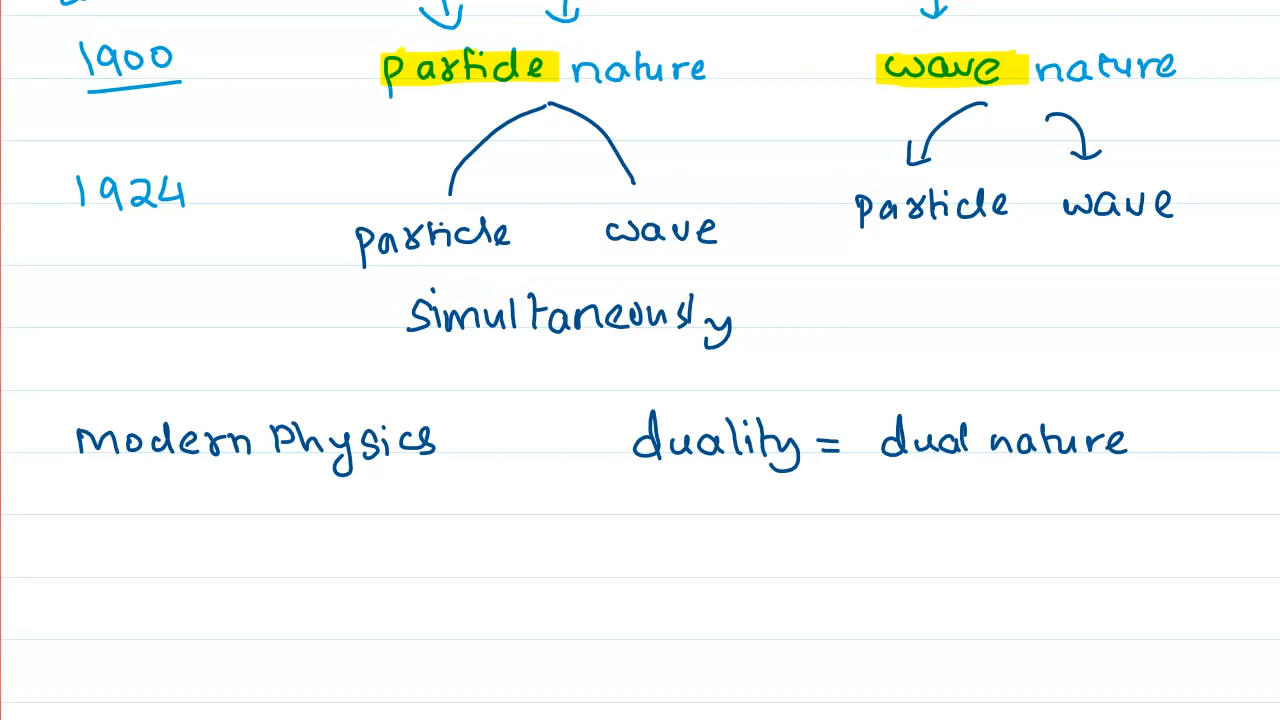 1900 particle nature wave nature
1924 particle wave particle wave
simultaneously
Modern Physics duality = dual nature